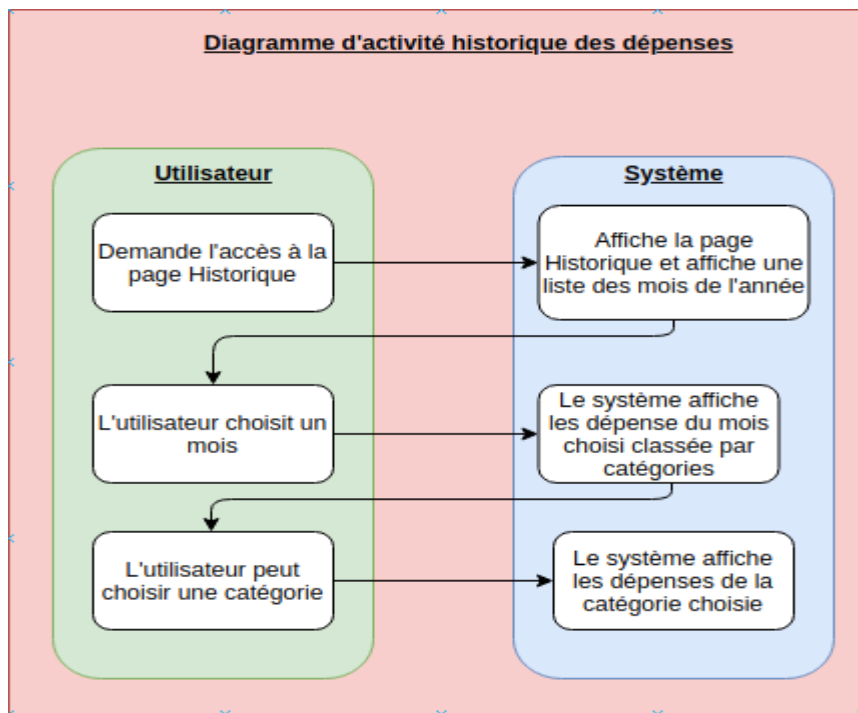 Diagramme d'activité historique des dépenses
Utilisateur
Système
Demande l'accès à la
page Historique
Affiche la page
Historique et affiche une
liste des mois de l'année
L'utilisateur choisit un
mois
Le système affiche
les dépense du mois
choisi classée par
catégories
L'utilisateur peut
choisir une catégorie
Le système affiche
les dépenses de la
catégorie choisie